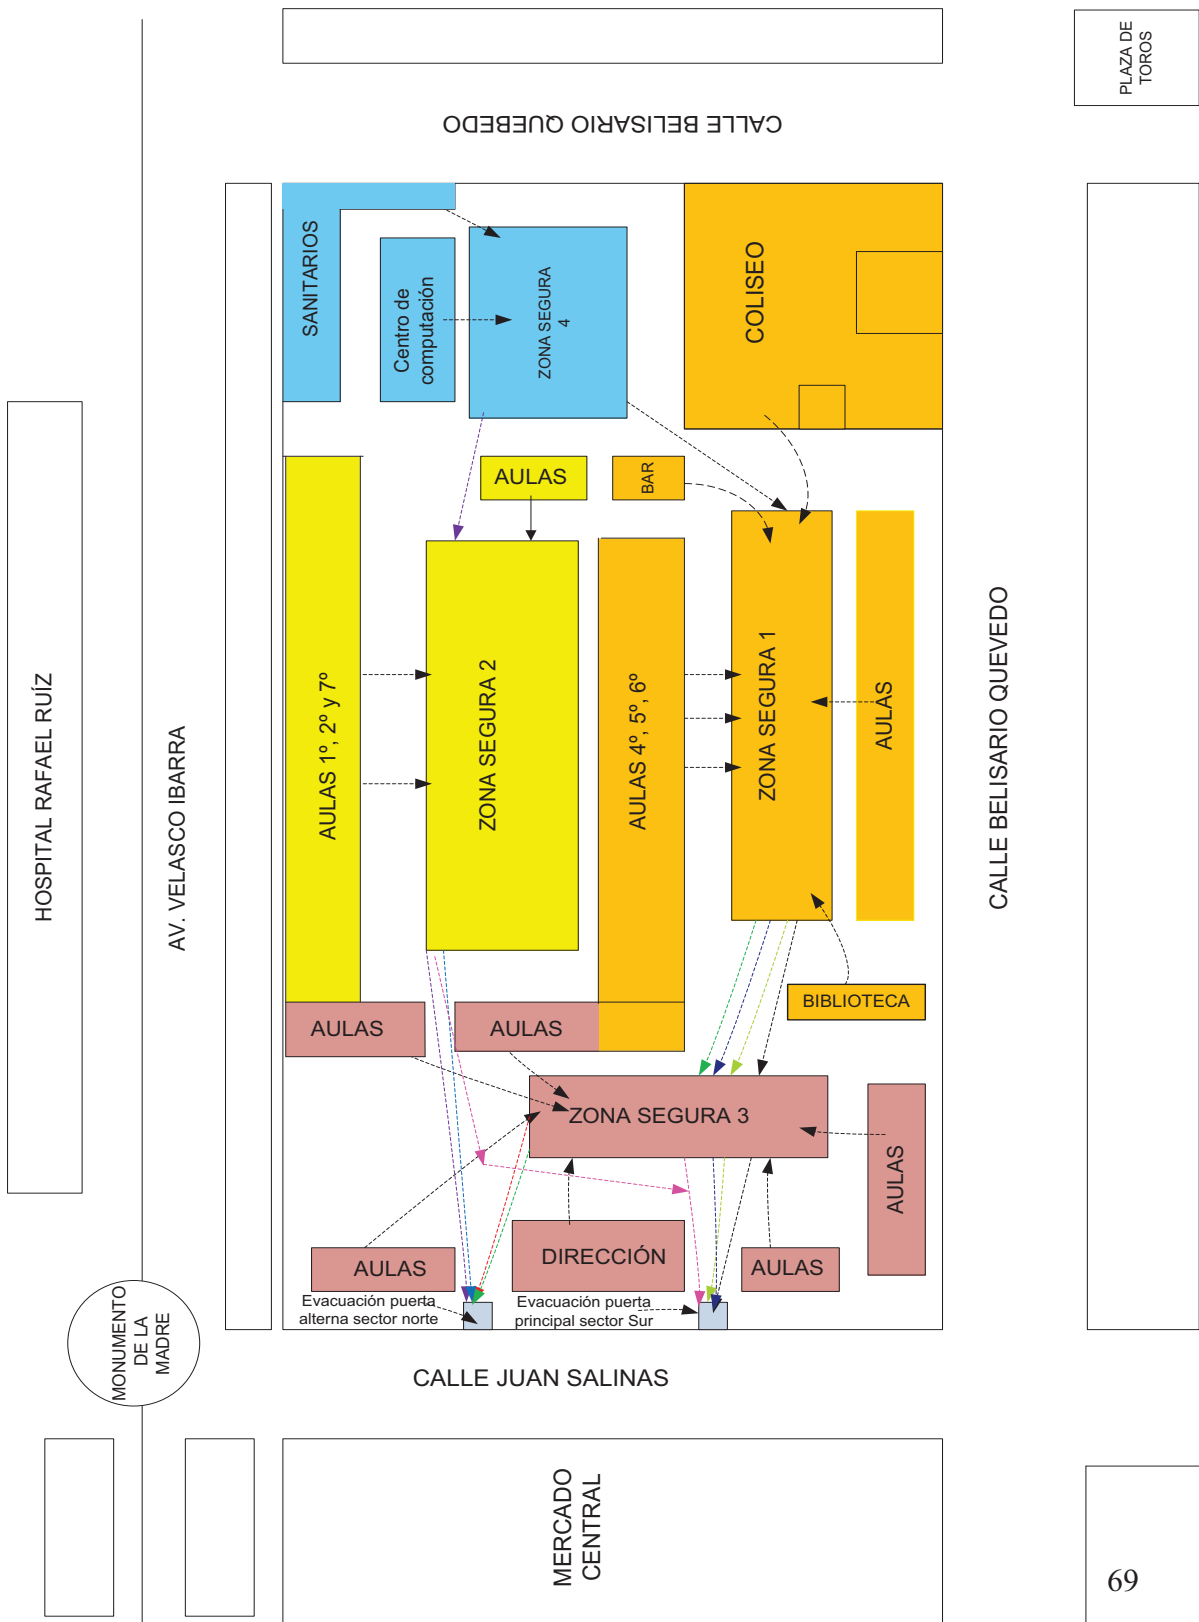 PLAZA DE
TOROS
CALLE BELISARIO QUEBEDO
SANITARIOS
Centro de
computación
ZONA SEGURA
4
COLISEO
AULAS
BAR
HOSPITAL RAFAEL RUÍZ
AV. VELASCO IBARRA
AULAS 1º, 2º y 7º
ZONA SEGURA 2
AULAS 4º, 5º, 6º
ZONA SEGURA 1
AULAS
CALLE BELISARIO QUEVEDO
BIBLIOTECA
AULAS
AULAS
ZONA SEGURA 3
AULAS
AULAS
DIRECCIÓN
AULAS
Evacuación puerta
alterna sector norte
Evacuación puerta
principal sector Sur
MONUMENTO
DE LA
MADRE
CALLE JUAN SALINAS
MERCADO
CENTRAL
69